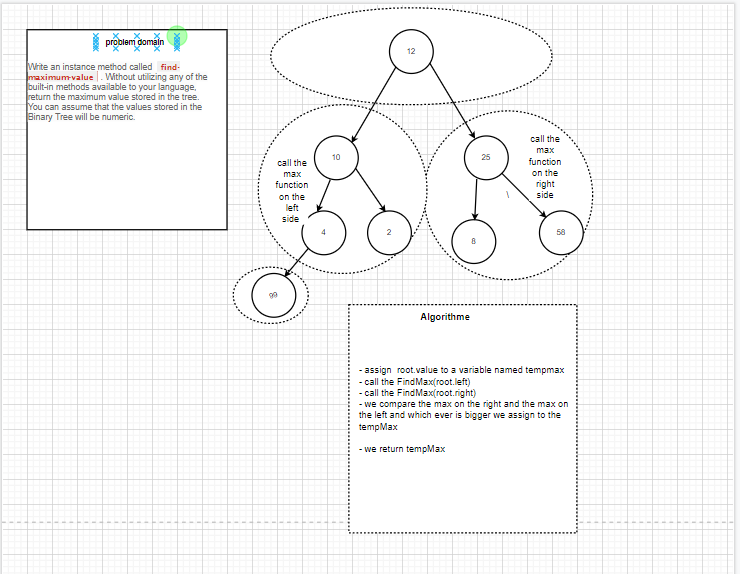 problem domain
Write an instance method called find-
maximum-value . Without utilizing any of the
built-in methods available to your language,
return the maximum value stored in the tree.
You can assume that the values stored in the
Binary Tree will be numeric.
12
10
25
call the
max
function
on the
left
side
call the
max
function
on the
right
side
\
4
2
8
58
99
Algorithme
- assign root.value to a variable named tempmax
- call the FindMax(root.left)
- call the FindMax(root.right)
- we compare the max on the right and the max on
the left and which ever is bigger we assign to the
tempMax
- we return tempMax